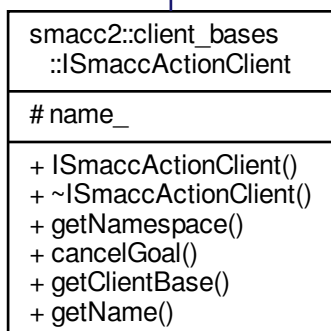 smacc2::client_bases
::ISmaccActionClient
# name_
+ ISmaccActionClient()
+ ~ISmaccActionClient()
+ getNamespace()
+ cancelGoal()
+ getClientBase()
+ getName()